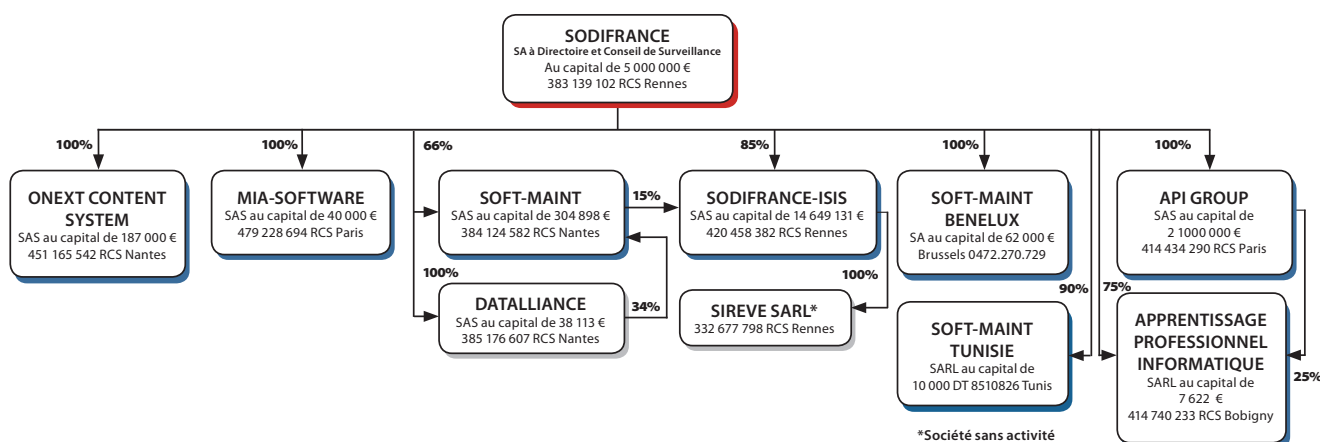 SODIFRANCE
SA à Directoire et Conseil de Surveillance
Au capital de 5 000 000 €
383 139 102 RCS Rennes
100%
100%
66%
85%
100%
100%
ONEXT CONTENT
SYSTEM
SAS au capital de 187 000 €
451 165 542 RCS Nantes
MIA-SOFTWARE
SAS au capital de 40 000 €
479 228 694 RCS Paris
SOFT-MAINT
SAS au capital de 304 898 €
384 124 582 RCS Nantes
15%
SODIFRANCE-ISIS
SAS au capital de 14 649 131 €
420 458 382 RCS Rennes
SOFT-MAINT
BENELUX
SA au capital de 62 000 €
Brussels 0472.270.729
API GROUP
SAS au capital de
2 1000 000 €
414 434 290 RCS Paris
100%
DATALLIANCE
SAS au capital de 38 113 €
385 176 607 RCS Nantes
34%
100%
SIREVE SARL*
332 677 798 RCS Rennes
90%
75%
SOFT-MAINT
TUNISIE
SARL au capital de
10 000 DT 8510826 Tunis
APPRENTISSAGE
PROFESSIONNEL
INFORMATIQUE
SARL au capital de
7 622 €
414 740 233 RCS Bobigny
25%
*Société sans activité